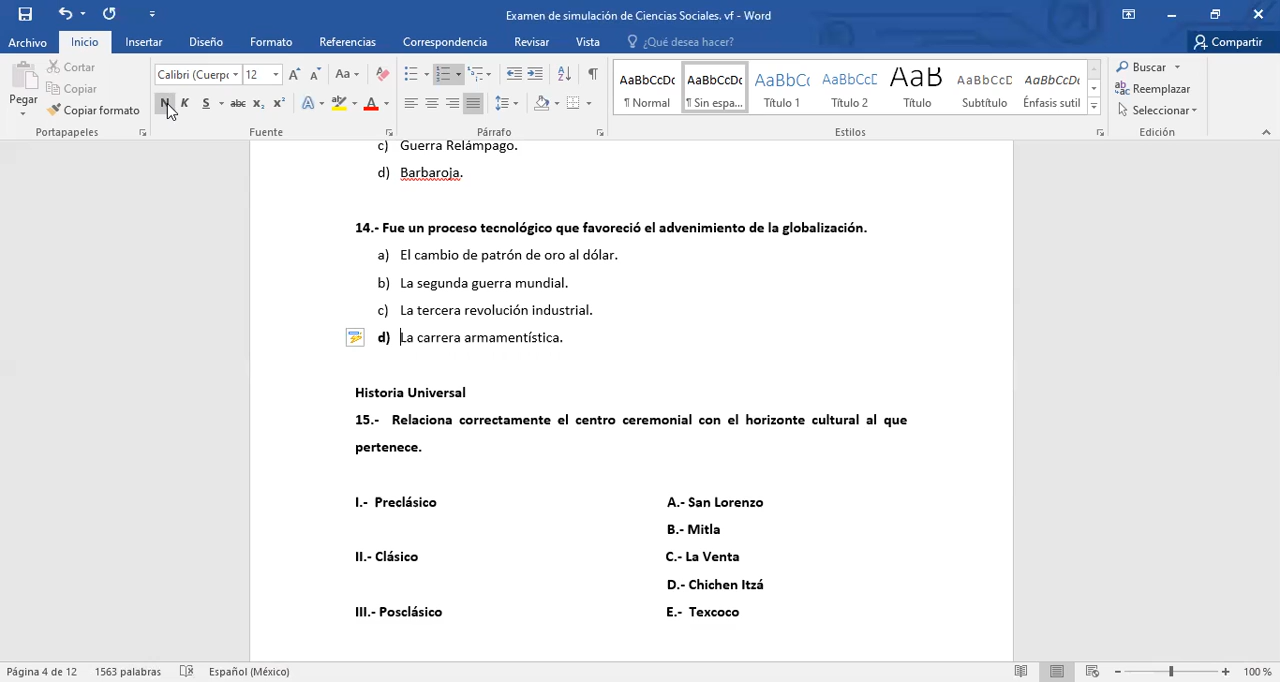 Examen de simulación de Ciencias Sociales. vf - Word
Archivo Inicio Insertar Diseño Formato Referencias Correspondencia Revisar Vista ¿Qué desea hacer? Compartir
Cortar
Copiar
Copiar formato
Pegar
Portapapeles
Calibri (Cuerpo 12 Aa
N K S abc x₂ x² A A
Fuente
Párrafo
AaBbCcDc AaBbCcDc AaBbCc AaBbCcD AaB AaBbCcD AaBbCcDc
¶ Normal ¶ Sin espa... Título 1 Título 2 Título Subtítulo Énfasis sutil
Estilos
Buscar
Reemplazar
Seleccionar
Edición
c) Guerra Relámpago.
d) Barbaroja.
14.- Fue un proceso tecnológico que favoreció el advenimiento de la globalización.
a) El cambio de patrón de oro al dólar.
b) La segunda guerra mundial.
c) La tercera revolución industrial.
d) La carrera armamentística.
Historia Universal
15.- Relaciona correctamente el centro ceremonial con el horizonte cultural al que
pertenece.
I.- Preclásico A.- San Lorenzo
B.- Mitla
II.- Clásico C.- La Venta
D.- Chichen Itzá
III.- Posclásico E.- Texcoco
Página 4 de 12 1563 palabras Español (México) 100 %